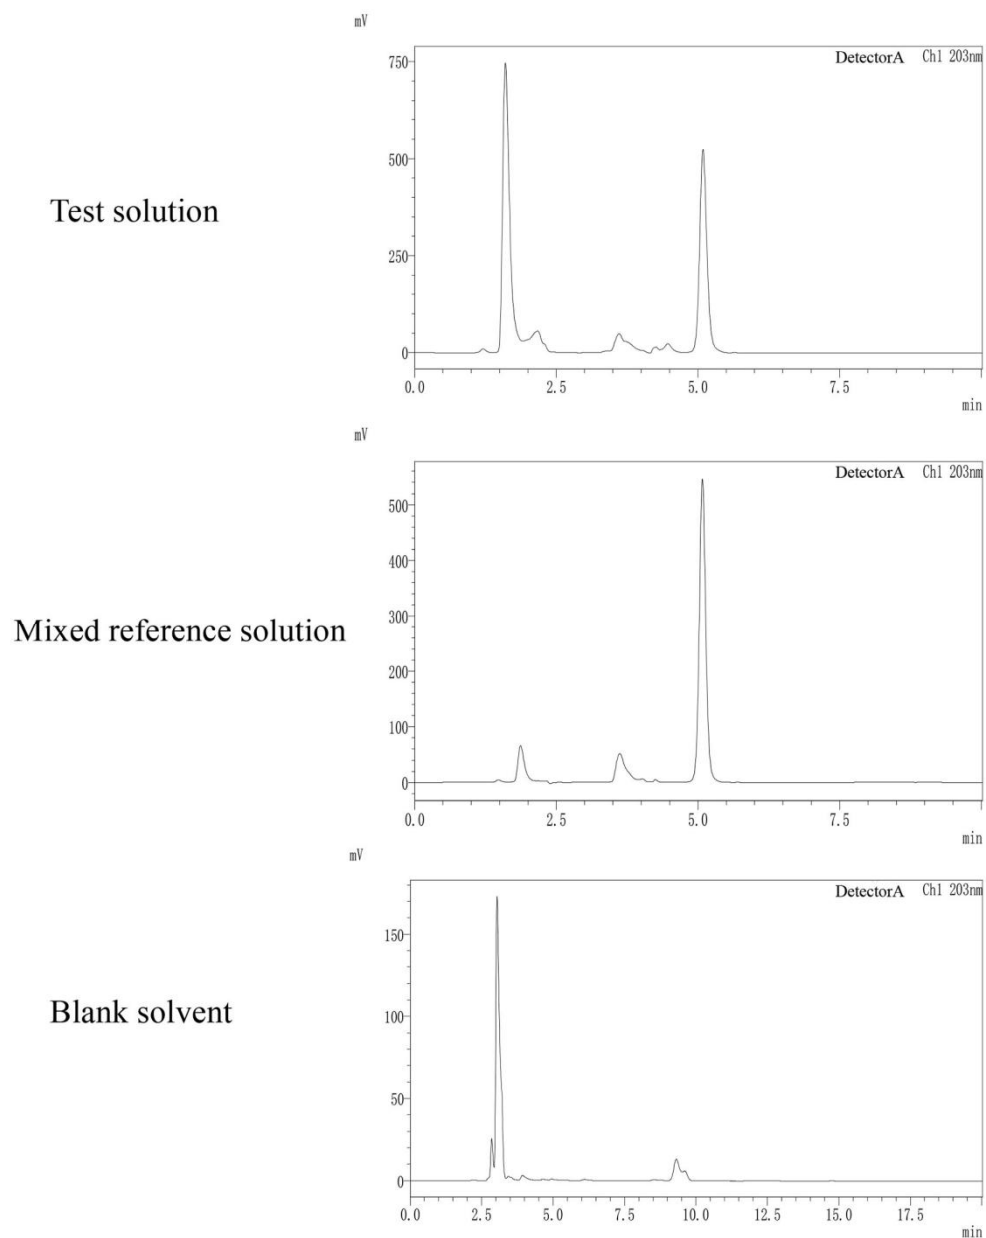 mV
DetectorA Ch1 203nm
750
500
250
0
0.0 2.5 5.0 7.5
min
Test solution
mV
DetectorA Ch1 203nm
500
400
300
200
100
0
0.0 2.5 5.0 7.5
min
Mixed reference solution
mV
DetectorA Ch1 203nm
150
100
50
0
0.0 2.5 5.0 7.5 10.0 12.5 15.0 17.5
min
Blank solvent